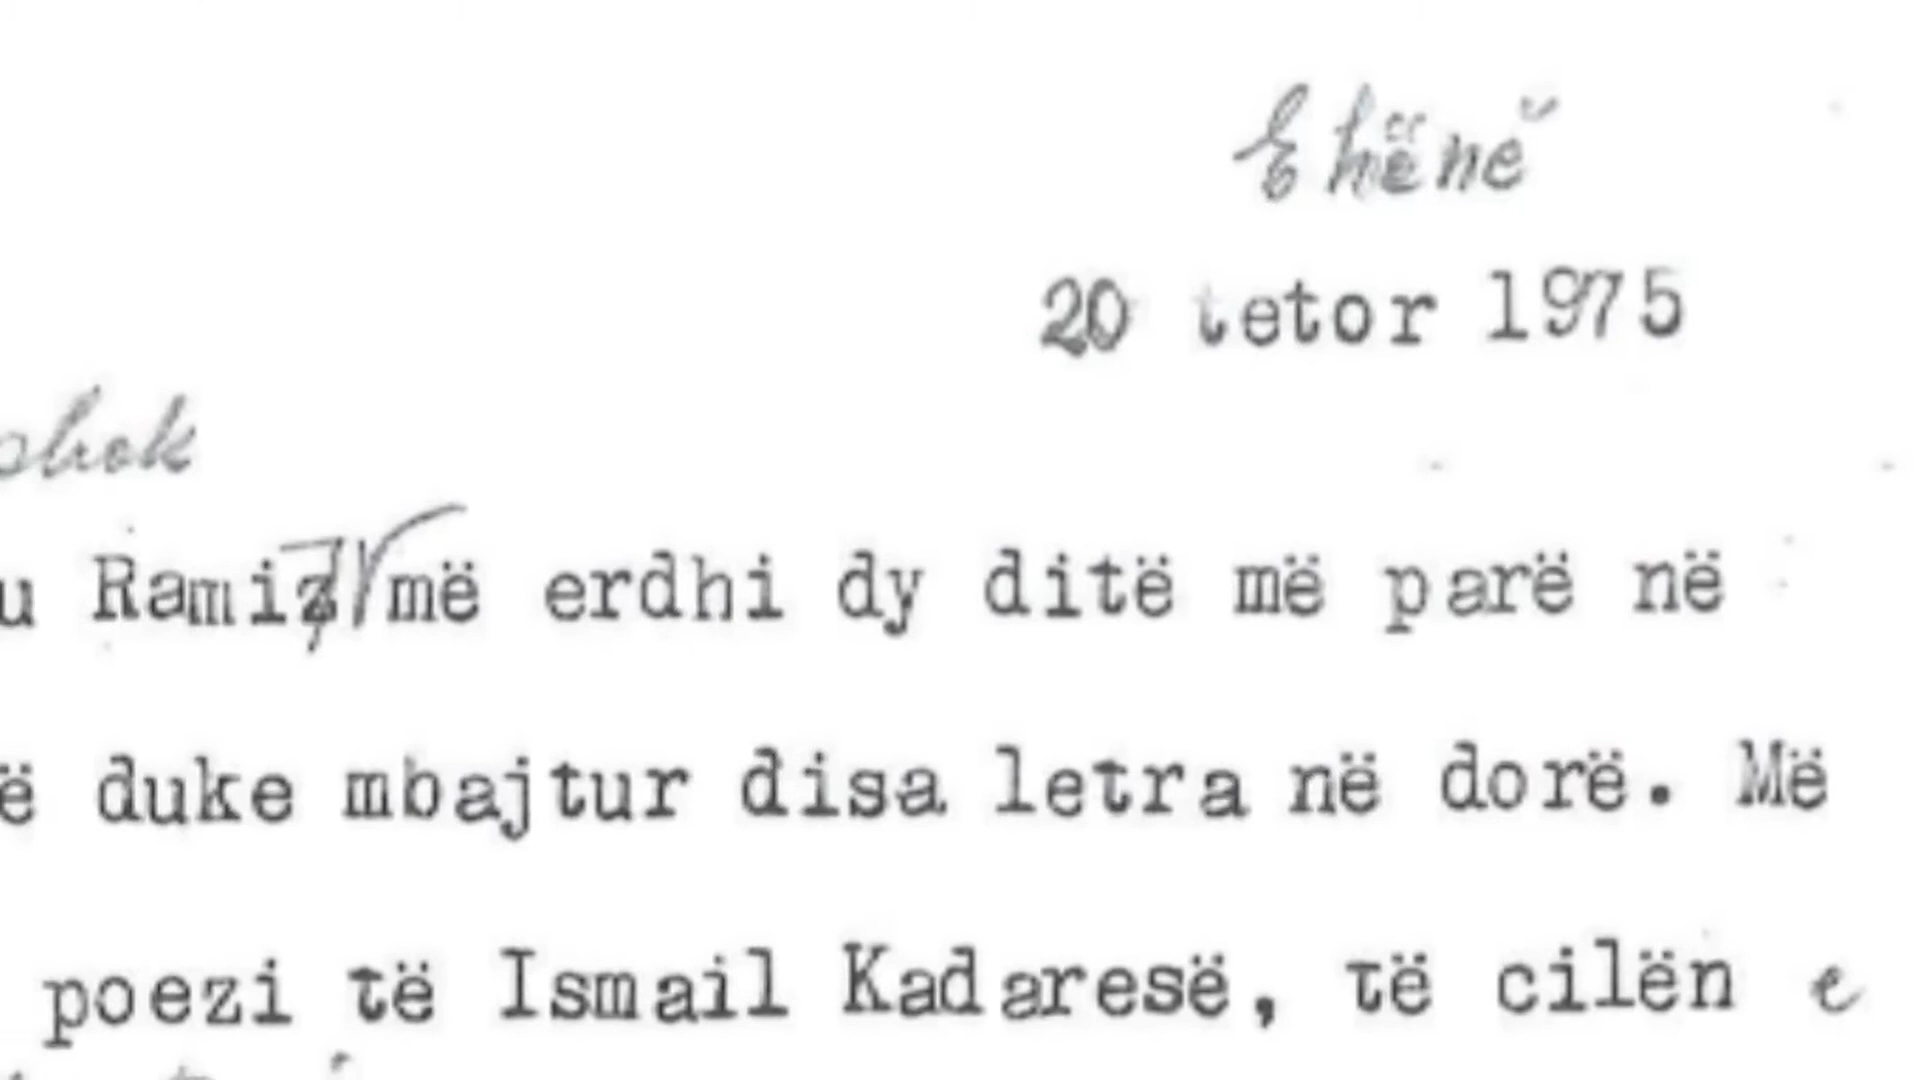 E hënë
20 tetor 1975
shok
u Ramiz më erdhi dy ditë më parë në
ë duke mbajtur disa letra në dorë. Më
poezi të Ismail Kadaresë, të cilën e